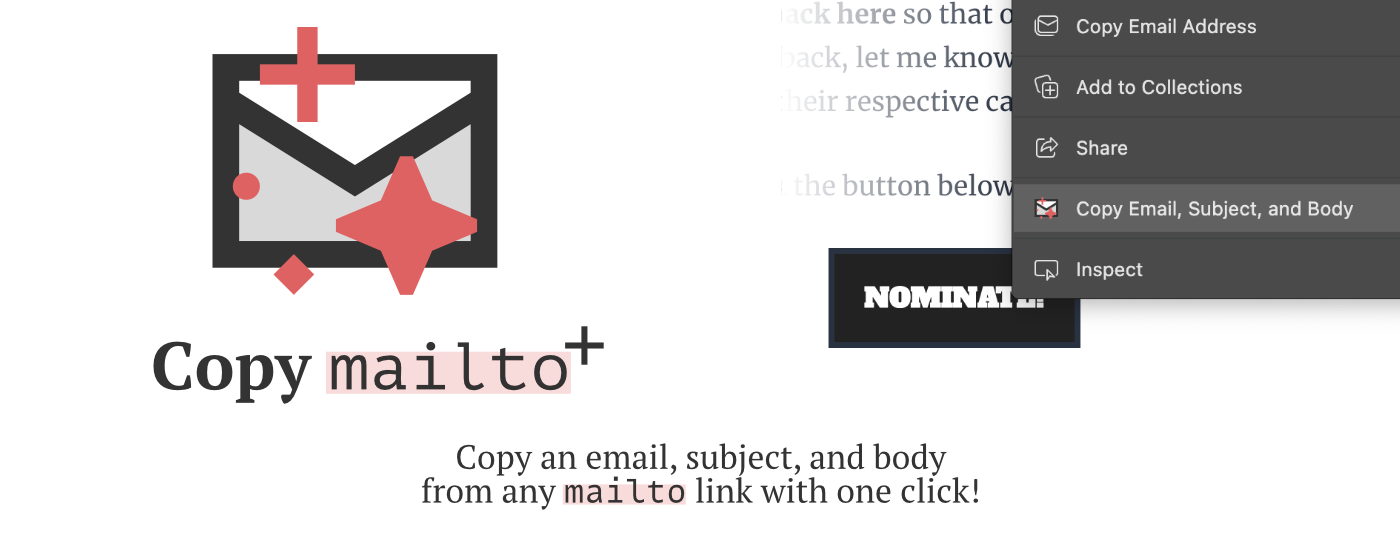 back here so that o
back, let me know
their respective ca
the button below
NOMINATE!
Copy Email Address
Add to Collections
Share
Copy Email, Subject, and Body
Inspect
Copy mailto+
Copy an email, subject, and body
from any mailto link with one click!